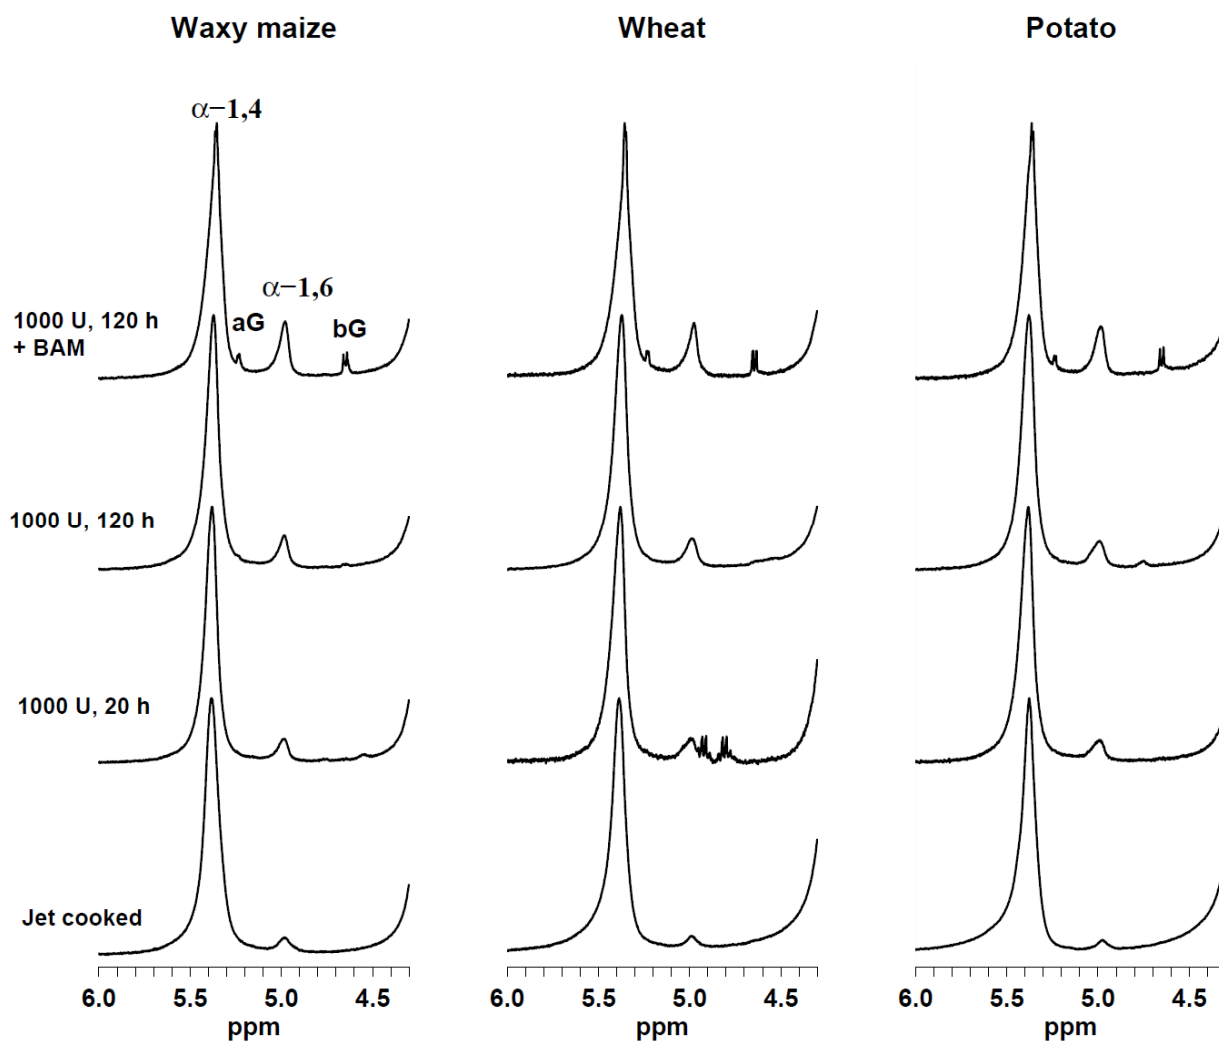 Waxy maize Wheat Potato
α−1,4
α−1,6
aG bG
1000 U, 120 h
+ BAM
1000 U, 120 h
1000 U, 20 h
Jet cooked
6.0 5.5 5.0 4.5 6.0 5.5 5.0 4.5 6.0 5.5 5.0 4.5
ppm ppm ppm